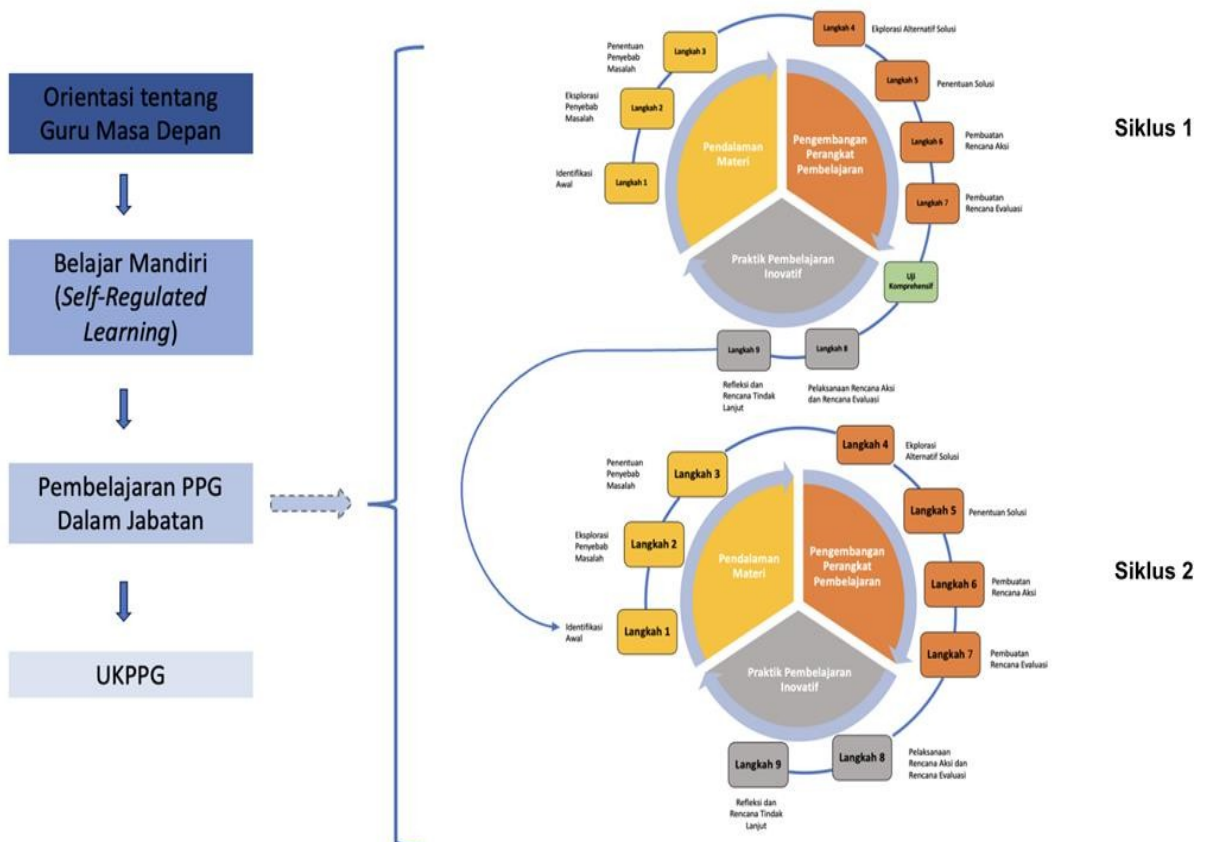 Orientasi tentang
Guru Masa Depan
Belajar Mandiri
(Self-Regulated
Learning)
Pembelajaran PPG
Dalam Jabatan
UKPPG
Siklus 1
Identifikasi
Awal
Langkah 1
Eksplorasi
Penyebab
Masalah
Langkah 2
Penentuan
Penyebab
Masalah
Langkah 3
Langkah 4
Ekplorasi Alternatif Solusi
Langkah 5
Penentuan Solusi
Langkah 6
Pembuatan
Rencana Aksi
Langkah 7
Pembuatan
Rencana Evaluasi
Uji
Komprehensif
Langkah 8
Pelaksanaan Rencana Aksi
dan Rencana Evaluasi
Langkah 9
Refleksi dan
Rencana Tindak
Lanjut
Pendalaman
Materi
Pengembangan
Perangkat
Pembelajaran
Praktik Pembelajaran
Inovatif
Siklus 2
Identifikasi
Awal
Langkah 1
Eksplorasi
Penyebab
Masalah
Langkah 2
Penentuan
Penyebab
Masalah
Langkah 3
Langkah 4
Ekplorasi
Alternatif Solusi
Langkah 5
Penentuan Solusi
Langkah 6
Pembuatan
Rencana Aksi
Langkah 7
Pembuatan
Rencana Evaluasi
Langkah 8
Pelaksanaan
Rencana Aksi dan
Rencana Evaluasi
Langkah 9
Refleksi dan
Rencana Tindak
Lanjut
Pendalaman
Materi
Pengembangan
Perangkat
Pembelajaran
Praktik Pembelajaran
Inovatif